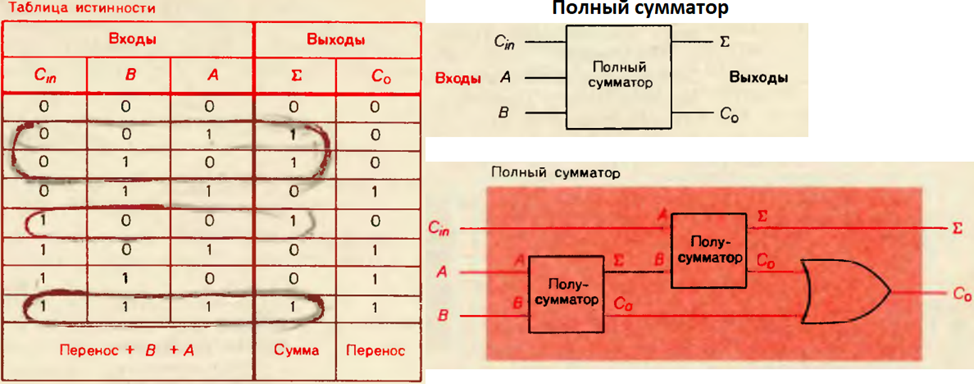 Таблица истинности
Входы Выходы
Cin B A Σ Co
0 0 0 0 0
0 0 1 1 0
0 1 0 1 0
0 1 1 0 1
1 0 0 1 0
1 0 1 0 1
1 1 0 0 1
1 1 1 1 1
Перенос + B + A Сумма Перенос
Полный сумматор
Cin Σ
Входы A Полный сумматор Выходы
B Co
Полный сумматор
Cin A Σ Σ
Полу-
сумматор
A A Σ B Co
Полу-
сумматор
B B Co
Co